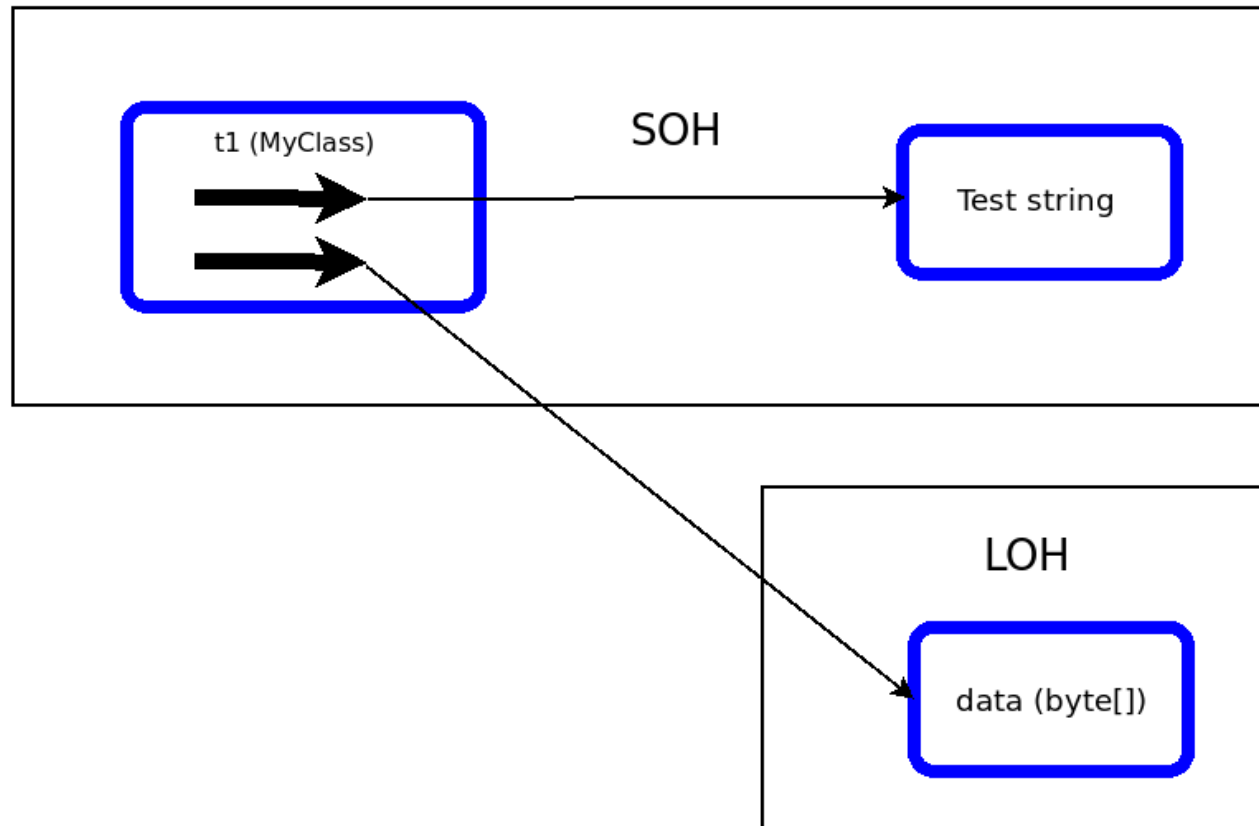 t1 (MyClass)
SOH
Test string
LOH
data (byte[])